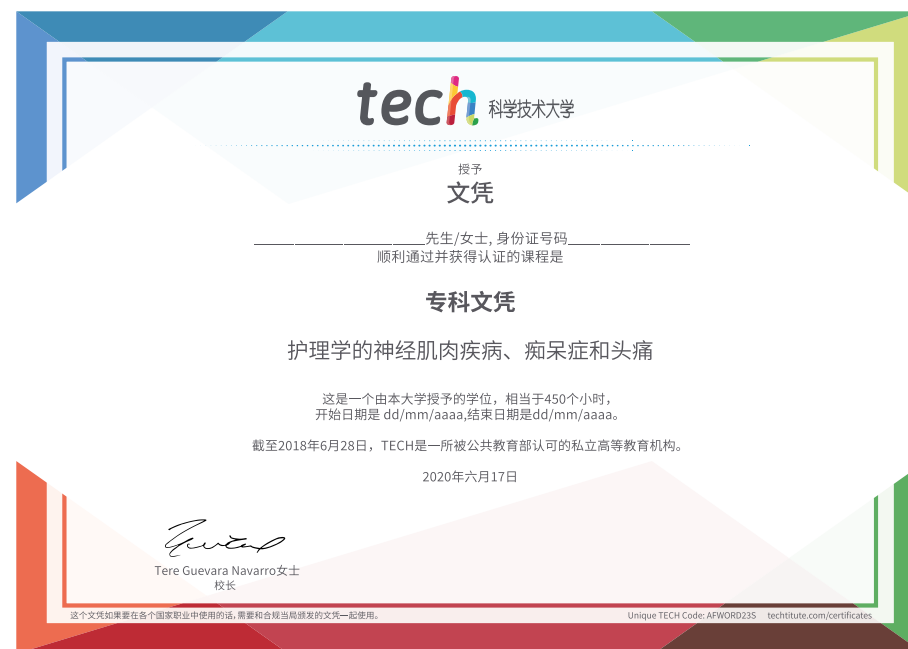 tech 科学技术大学
授予
文凭
____________________先生/女士, 身份证号码_______________
顺利通过并获得认证的课程是
专科文凭
护理学的神经肌肉疾病、痴呆症和头痛
这是一个由本大学授予的学位，相当于450个小时，
开始日期是 dd/mm/aaaa,结束日期是dd/mm/aaaa。
截至2018年6月28日，TECH是一所被公共教育部认可的私立高等教育机构。
2020年六月17日
Tere Guevara Navarro女士
校长
这个文凭如果要在各个国家职业中使用的话,需要和合规当局颁发的文凭一起使用。
Unique TECH Code: AFWORD23S techtitute.com/certificates